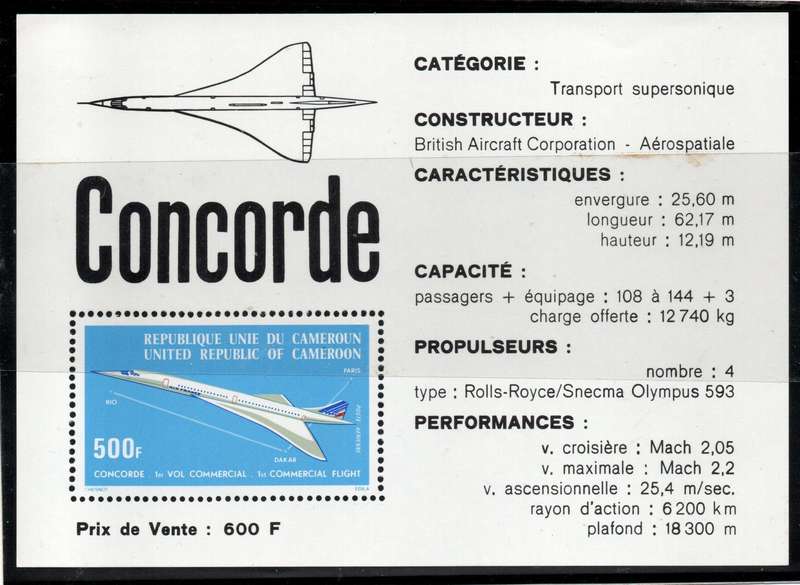 Concorde
REPUBLIQUE UNIE DU CAMEROUN
UNITED REPUBLIC OF CAMEROON
PARIS
RIO
POSTE AERIENNE
500F
DAKAR
CONCORDE . 1er VOL COMMERCIAL . 1st COMMERCIAL FLIGHT
EDILA
Prix de Vente : 600 F
CATÉGORIE :
Transport supersonique
CONSTRUCTEUR :
British Aircraft Corporation - Aérospatiale
CARACTÉRISTIQUES :
envergure : 25,60 m
longueur : 62,17 m
hauteur : 12,19 m
CAPACITÉ :
passagers + équipage : 108 à 144 + 3
charge offerte : 12 740 kg
PROPULSEURS :
nombre : 4
type : Rolls-Royce/Snecma Olympus 593
PERFORMANCES :
v. croisière : Mach 2,05
v. maximale : Mach 2,2
v. ascensionnelle : 25,4 m/sec.
rayon d'action : 6 200 km
plafond : 18 300 m